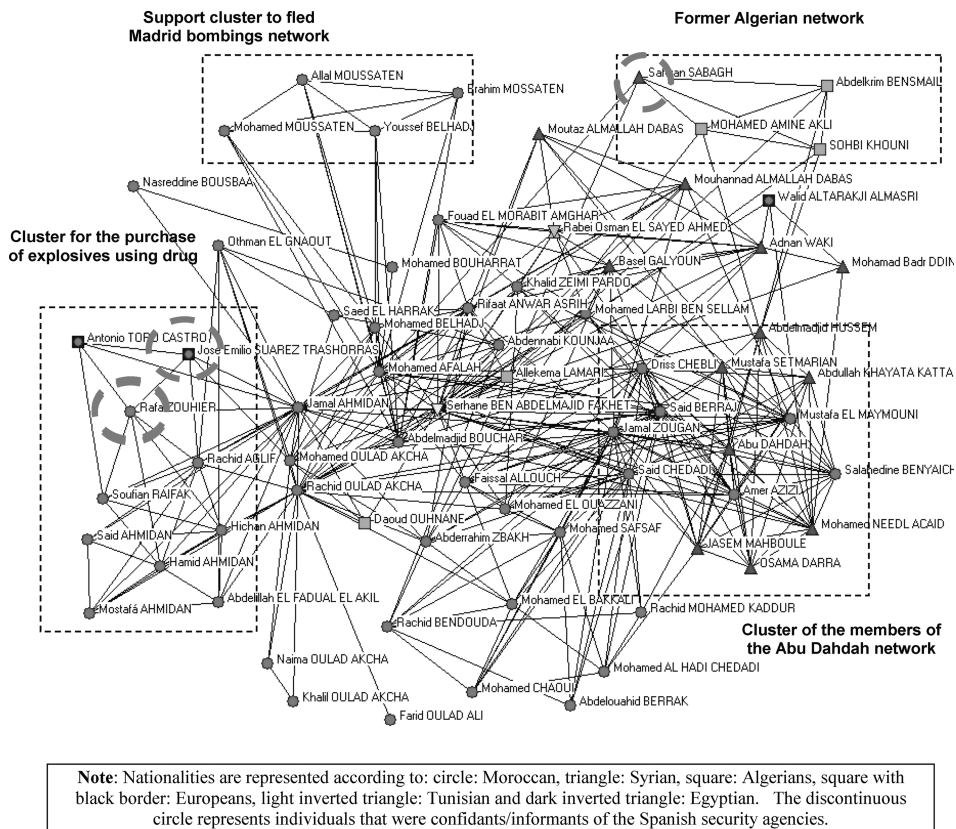 Support cluster to fled
Madrid bombings network
Former Algerian network
Allal MOUSSATEN
Brahim MOSSATEN
Mohamed MOUSSATEN
Youssef BELHADJ
Safwan SABAGH
Abdelkrim BENSMAIL
MOHAMED AMINE AKLI
SOHBI KHOUNI
Moutaz ALMALLAH DABAS
Mouhannad ALMALLAH DABAS
Nasreddine BOUSBAA
Walid ALTARAKJI ALMASRI
Fouad EL MORABIT AMGHAR
Rabei Osman EL SAYED AHMED
Cluster for the purchase
of explosives using drug
Othman EL GNAOUT
Adnan WAKI
Mohamed BOUHARRAT
Basel GALYOUN
Mohamad Badr DDIN
Khalid ZEIMI PARDO
Rifaat ANWAR ASRIH
Saed EL HARRAK
Mohamed LARBI BEN SELLAM
Mohamed BELHADJ
Abdelmadjid HUSSEM
Antonio TORO CASTRO
Jose Emilio SUAREZ TRASHORRAS
Abdennabi KOUNJAA
Mohamed AFALAH
Allekema LAMARI
Driss CHEBLI
Mustafa SETMARIAN
Abdullah KHAYATA KATTA
Rafa ZOUHIER
Jamal AHMIDAN
Serhane BEN ABDELMAJID FAKHET
Said BERRAJ
Mustafa EL MAYMOUNI
Jamal ZOUGAN
Abdelmadjid BOUCHAR
Abu DAHDAH
Rachid AGLIF
Mohamed OULAD AKCHA
Said CHEDADI
Salahedine BENYAICH
Rachid OULAD AKCHA
Faissal ALLOUCH
Amer AZIZI
Soufian RAIFAK
Mohamed EL OUAZZANI
Daoud OUHNANE
Hichan AHMIDAN
Mohamed SAFSAF
Mohamed NEEDL ACAID
Said AHMIDAN
Abderrahim ZBAKH
JASEM MAHBOULE
Hamid AHMIDAN
OSAMA DARRA
Mostafá AHMIDAN
Abdelillah EL FADUAL EL AKIL
Mohamed EL BAKKALI
Rachid MOHAMED KADDUR
Rachid BENDOUDA
Cluster of the members of
the Abu Dahdah network
Naima OULAD AKCHA
Mohamed AL HADI CHEDADI
Khalil OULAD AKCHA
Mohamed CHAOUI
Abdelouahid BERRAK
Farid OULAD ALI
Note: Nationalities are represented according to: circle: Moroccan, triangle: Syrian, square: Algerians, square with
black border: Europeans, light inverted triangle: Tunisian and dark inverted triangle: Egyptian. The discontinuous
circle represents individuals that were confidants/informants of the Spanish security agencies.